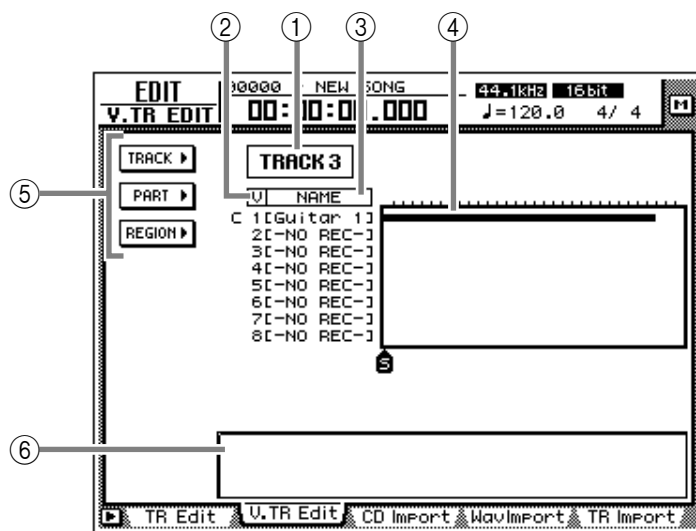 ② ① ③ ④
EDIT
V.TR EDIT
NEW SONG
44.1kHz 16bit
♩=120.0 4/ 4
M
⑤
TRACK ▶
PART ▶
REGION ▶
TRACK 3
V NAME
C 1[Guitar 1]
2[-NO REC-]
3[-NO REC-]
4[-NO REC-]
5[-NO REC-]
6[-NO REC-]
7[-NO REC-]
8[-NO REC-]
S
⑥
TR Edit V.TR Edit CD Import WavImport TR Import